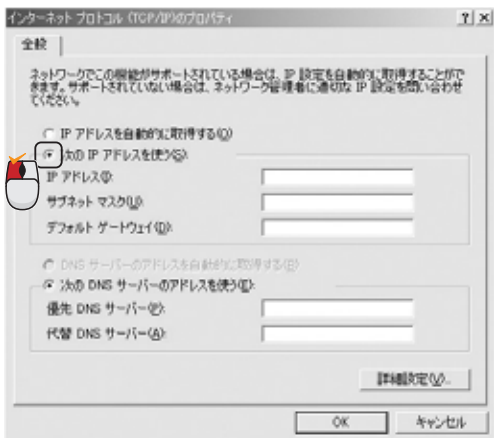 インターネット プロトコル (TCP/IP)のプロパティ
全般
ネットワークでこの機能がサポートされている場合は、IP 設定を自動的に取得することがで
きます。サポートされていない場合は、ネットワーク管理者に適切な IP 設定を問い合わせ
てください。
IP アドレスを自動的に取得する(O)
次の IP アドレスを使う(S):
IP アドレス(I):
サブネット マスク(U):
デフォルト ゲートウェイ(D):
DNS サーバーのアドレスを自動的に取得する(B)
次の DNS サーバーのアドレスを使う(E):
優先 DNS サーバー(P):
代替 DNS サーバー(A):
詳細設定(V)...
OK
キャンセル